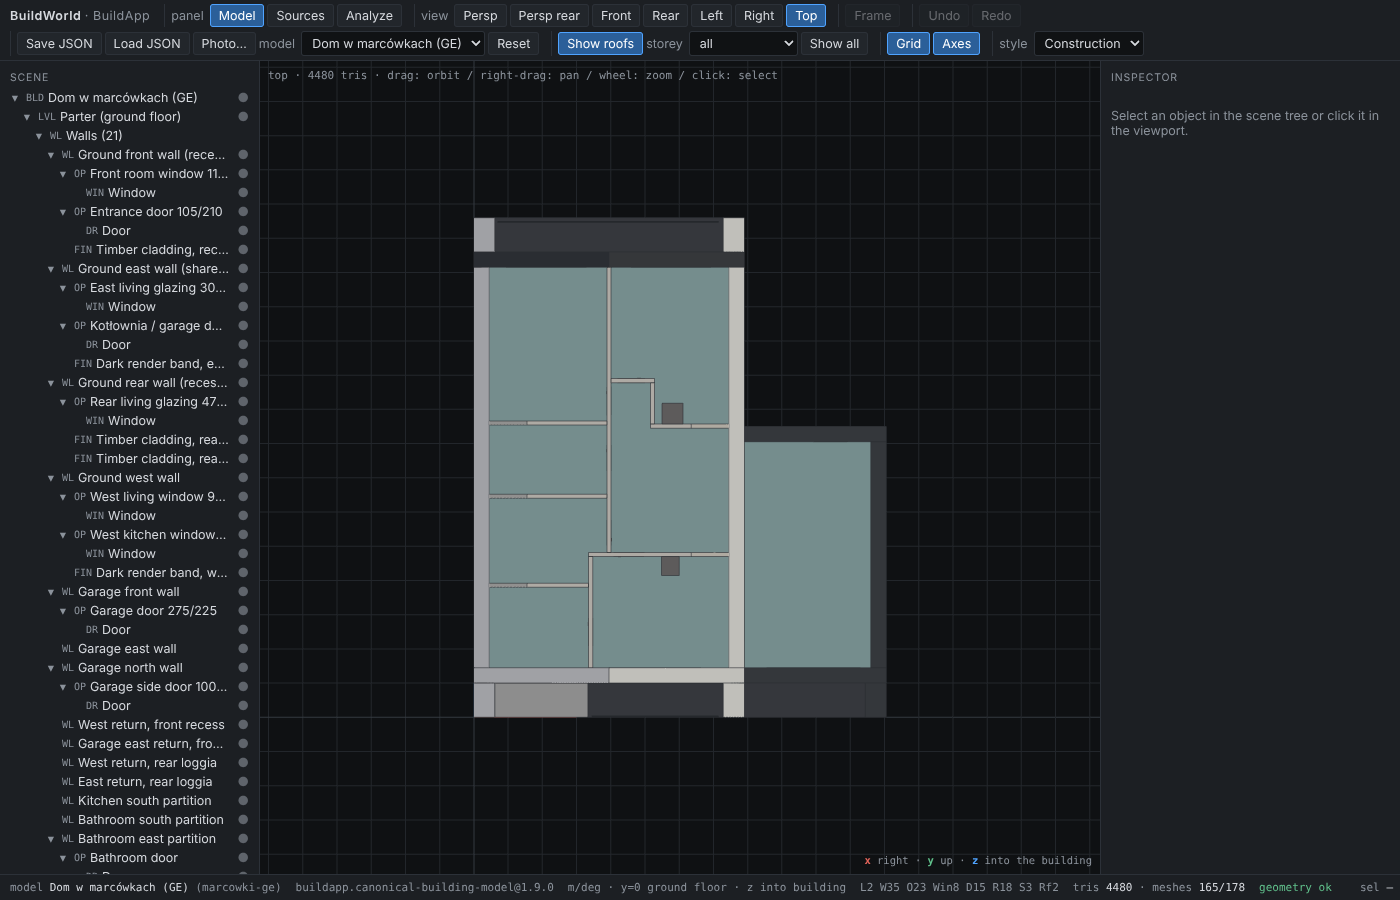 BuildWorld · BuildApp panel Model Sources Analyze view Persp Persp rear Front Rear Left Right Top Frame Undo Redo
Save JSON Load JSON Photo... model Dom w marcówkach (GE) Reset Show roofs storey all Show all Grid Axes style Construction
SCENE
▼ BLD Dom w marcówkach (GE)
▼ LVL Parter (ground floor)
▼ WL Walls (21)
▼ WL Ground front wall (rece...
▼ OP Front room window 11...
WIN Window
▼ OP Entrance door 105/210
DR Door
FIN Timber cladding, rec...
▼ WL Ground east wall (share...
▼ OP East living glazing 30...
WIN Window
▼ OP Kotłownia / garage d...
DR Door
FIN Dark render band, e...
▼ WL Ground rear wall (reces...
▼ OP Rear living glazing 47...
WIN Window
FIN Timber cladding, rea...
FIN Timber cladding, rea...
▼ WL Ground west wall
▼ OP West living window 9...
WIN Window
▼ OP West kitchen window...
WIN Window
FIN Dark render band, w...
▼ WL Garage front wall
▼ OP Garage door 275/225
DR Door
WL Garage east wall
▼ WL Garage north wall
▼ OP Garage side door 100...
DR Door
WL West return, front recess
WL Garage east return, fro...
WL West return, rear loggia
WL East return, rear loggia
WL Kitchen south partition
WL Bathroom south partition
▼ WL Bathroom east partition
▼ OP Bathroom door
top · 4480 tris · drag: orbit / right-drag: pan / wheel: zoom / click: select
x right · y up · z into the building
INSPECTOR
Select an object in the scene tree or click it in
the viewport.
model Dom w marcówkach (GE) (marcowki-ge) buildapp.canonical-building-model@1.9.0 m/deg · y=0 ground floor · z into building L2 W35 O23 Win8 D15 R18 S3 Rf2 tris 4480 · meshes 165/178 geometry ok sel —